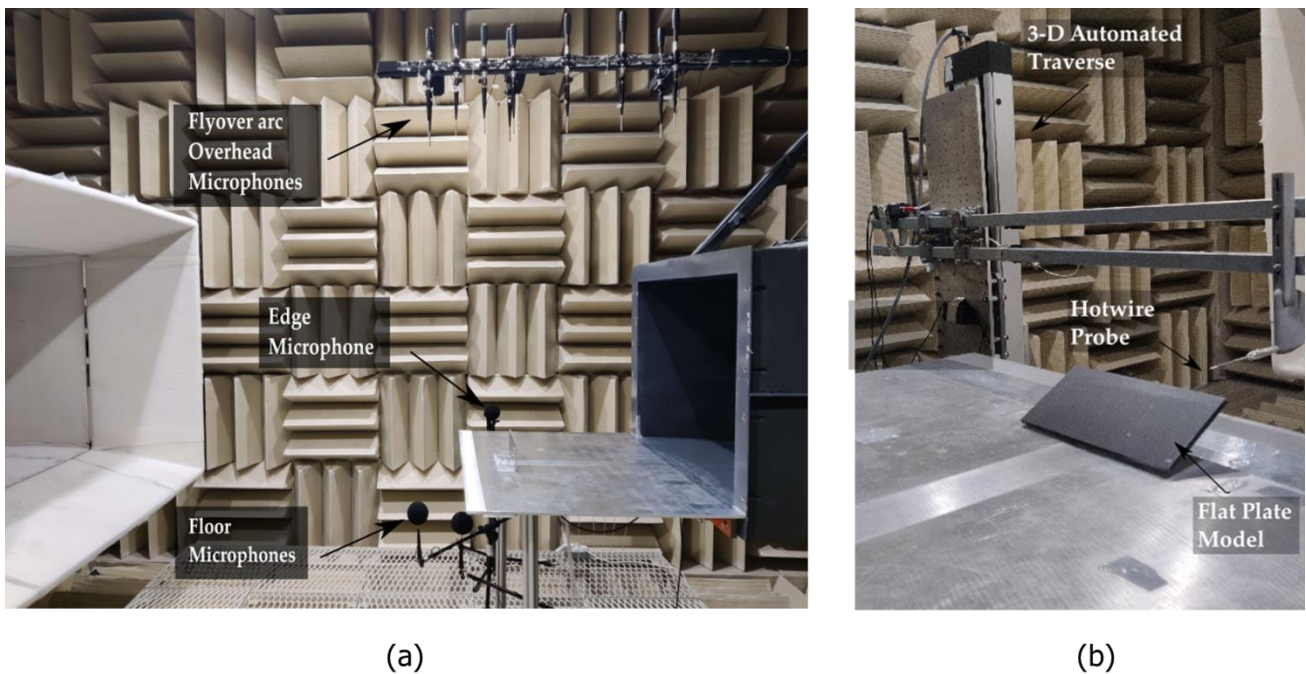 Flyover arc
Overhead
Microphones
Edge
Microphone
Floor
Microphones
3-D Automated
Traverse
Hotwire
Probe
Flat Plate
Model
(a)
(b)